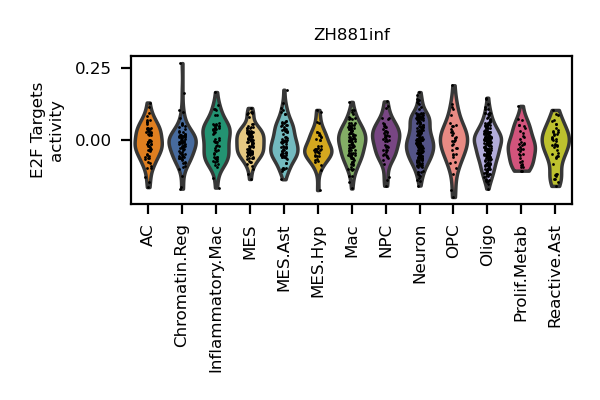 ZH881inf
E2F Targets
activity
0.25
0.00
AC
Chromatin.Reg
Inflammatory.Mac
MES
MES.Ast
MES.Hyp
Mac
NPC
Neuron
OPC
Oligo
Prolif.Metab
Reactive.Ast